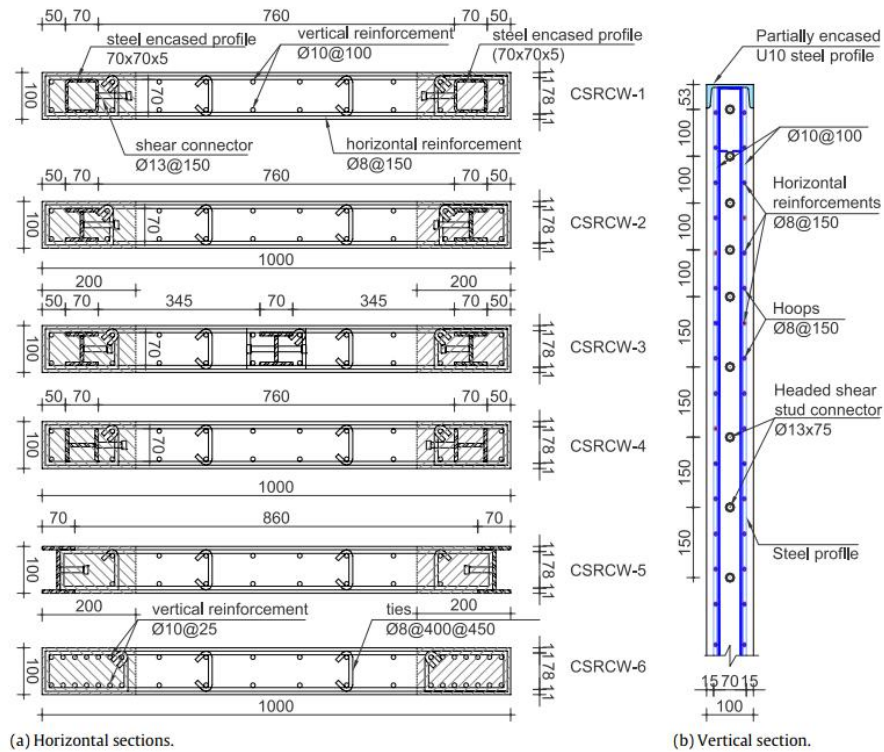 50 70 760 70 50
steel encased profile
70x70x5
vertical reinforcement
Ø10@100
steel encased profile
(70x70x5)
100
70
11
78
11
CSRCW-1
shear connector
Ø13@150
horizontal reinforcement
Ø8@150
50 70 760 70 50
100
70
11
78
11
CSRCW-2
1000
200 200
50 70 345 70 345 70 50
100
70
11
78
11
CSRCW-3
50 70 760 70 50
100
70
11
78
11
CSRCW-4
1000
70 860 70
100
11
78
11
CSRCW-5
200 200
vertical reinforcement
Ø10@25
ties
Ø8@400@450
100
11
78
11
CSRCW-6
1000
(a) Horizontal sections.
Partially encased
U10 steel profile
53
100
100
100
100
150
150
150
150
Ø10@100
Horizontal
reinforcements
Ø8@150
Hoops
Ø8@150
Headed shear
stud connector
Ø13x75
Steel profile
15 70 15
100
(b) Vertical section.